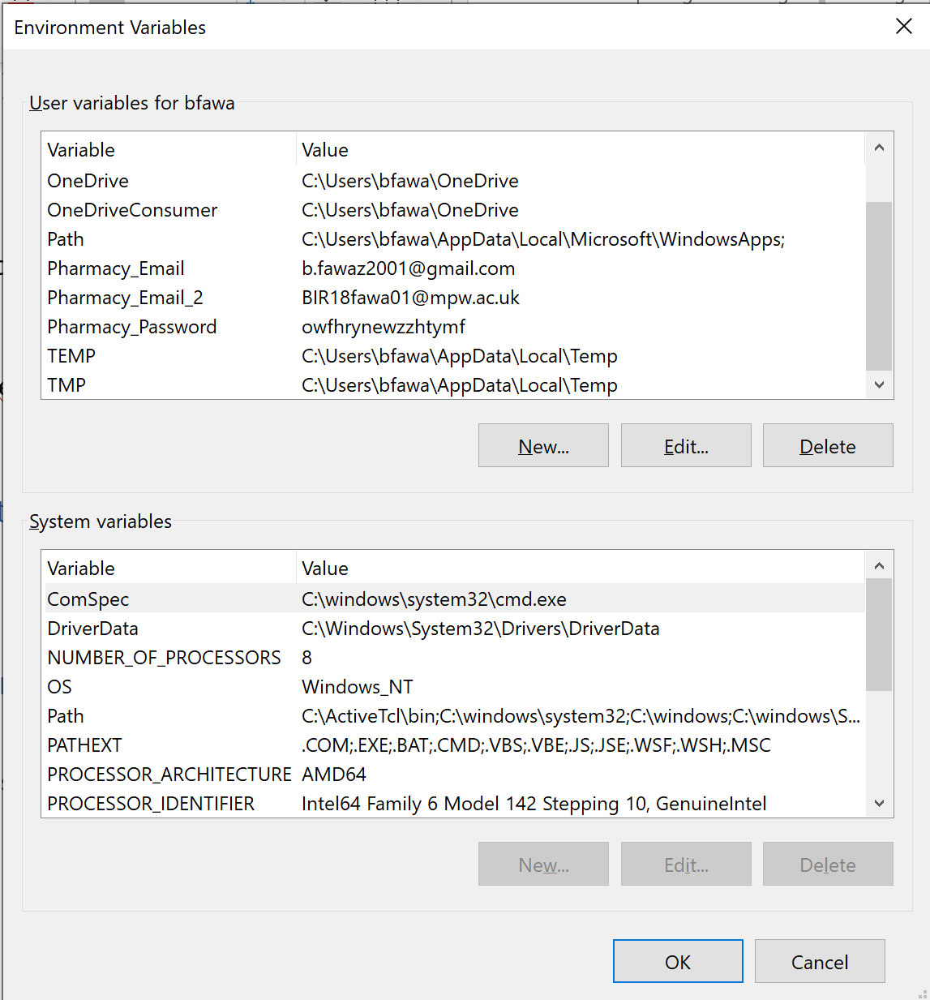 Environment Variables
User variables for bfawa
Variable Value
OneDrive C:\Users\bfawa\OneDrive
OneDriveConsumer C:\Users\bfawa\OneDrive
Path C:\Users\bfawa\AppData\Local\Microsoft\WindowsApps;
Pharmacy_Email b.fawaz2001@gmail.com
Pharmacy_Email_2 BIR18fawa01@mpw.ac.uk
Pharmacy_Password owfhrynewzzhtymf
TEMP C:\Users\bfawa\AppData\Local\Temp
TMP C:\Users\bfawa\AppData\Local\Temp
New... Edit... Delete
System variables
Variable Value
ComSpec C:\windows\system32\cmd.exe
DriverData C:\Windows\System32\Drivers\DriverData
NUMBER_OF_PROCESSORS 8
OS Windows_NT
Path C:\ActiveTcl\bin;C:\windows\system32;C:\windows;C:\windows\S...
PATHEXT .COM;.EXE;.BAT;.CMD;.VBS;.VBE;.JS;.JSE;.WSF;.WSH;.MSC
PROCESSOR_ARCHITECTURE AMD64
PROCESSOR_IDENTIFIER Intel64 Family 6 Model 142 Stepping 10, GenuineIntel
New... Edit... Delete
OK Cancel